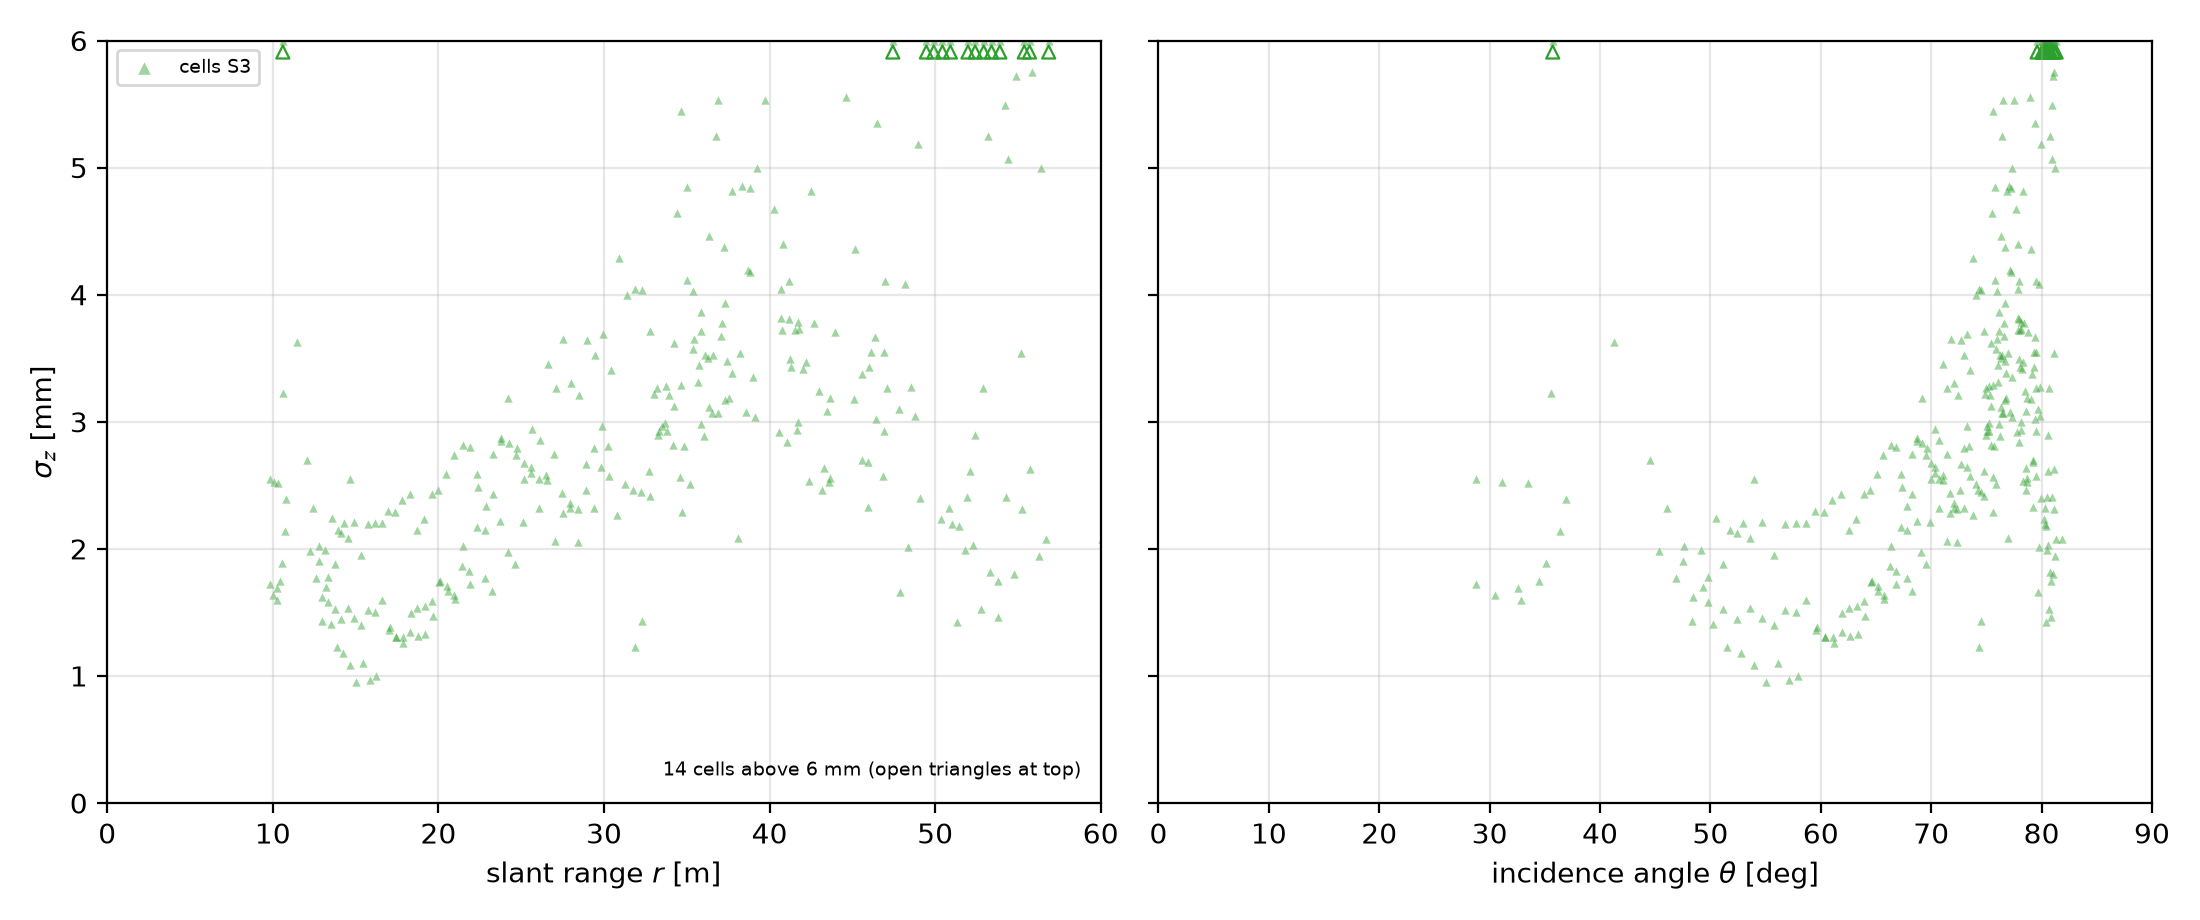 cells S3
14 cells above 6 mm (open triangles at top)
σz [mm]
0
1
2
3
4
5
6
0 10 20 30 40 50 60
slant range r [m]
0 10 20 30 40 50 60 70 80 90
incidence angle θ [deg]